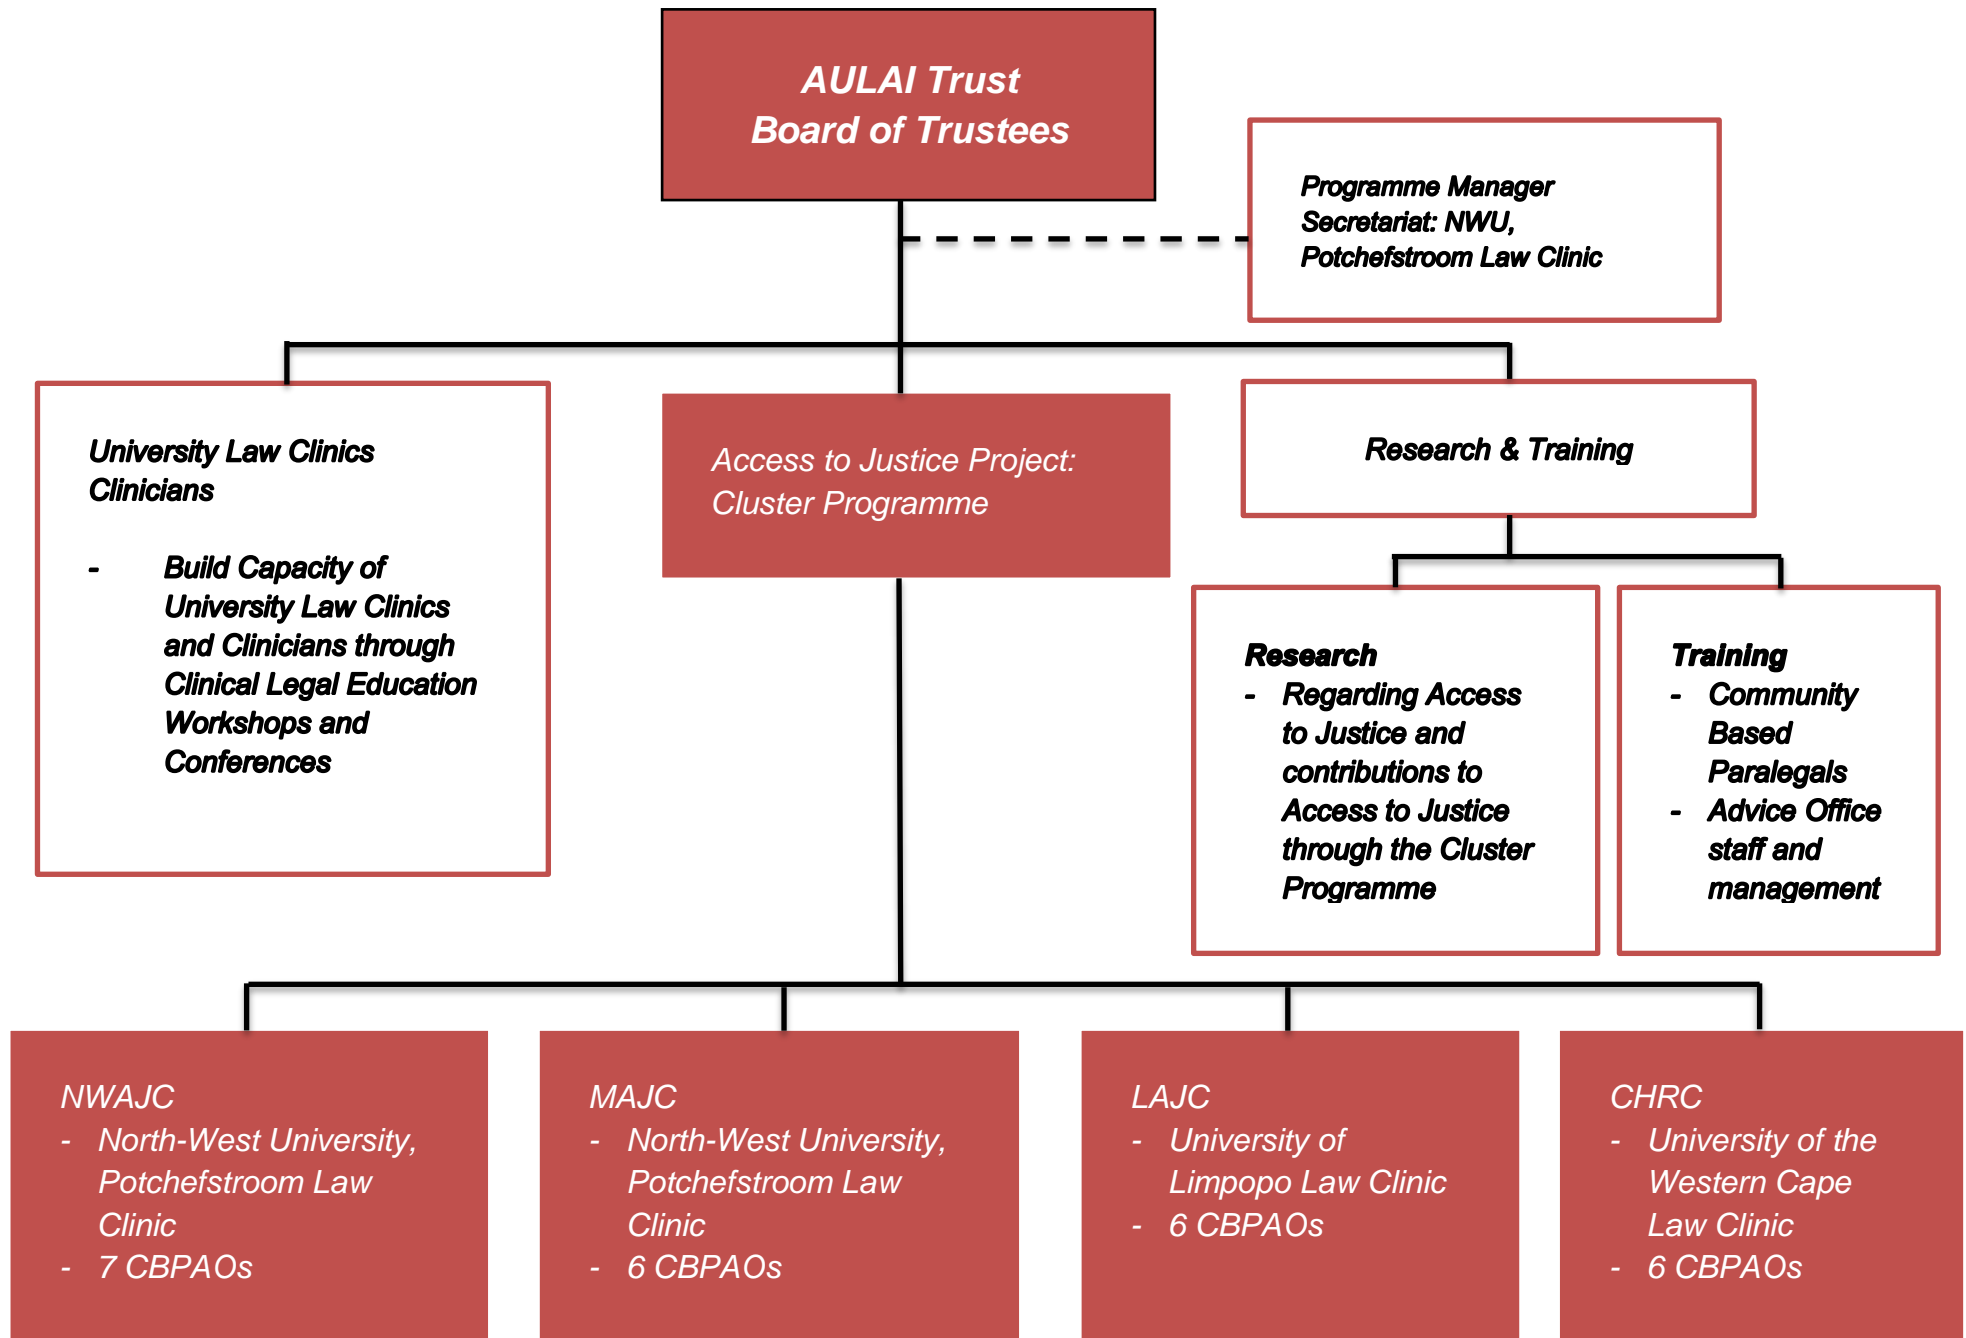 AULAI Trust
Board of Trustees
Programme Manager
Secretariat: NWU,
Potchefstroom Law Clinic
University Law Clinics
Clinicians
- Build Capacity of
University Law Clinics
and Clinicians through
Clinical Legal Education
Workshops and
Conferences
Access to Justice Project:
Cluster Programme
Research & Training
Research
- Regarding Access
to Justice and
contributions to
Access to Justice
through the Cluster
Programme
Training
- Community
Based
Paralegals
- Advice Office
staff and
management
NWAJC
- North-West University,
Potchefstroom Law
Clinic
- 7 CBPAOs
MAJC
- North-West University,
Potchefstroom Law
Clinic
- 6 CBPAOs
LAJC
- University of
Limpopo Law Clinic
- 6 CBPAOs
CHRC
- University of the
Western Cape
Law Clinic
- 6 CBPAOs